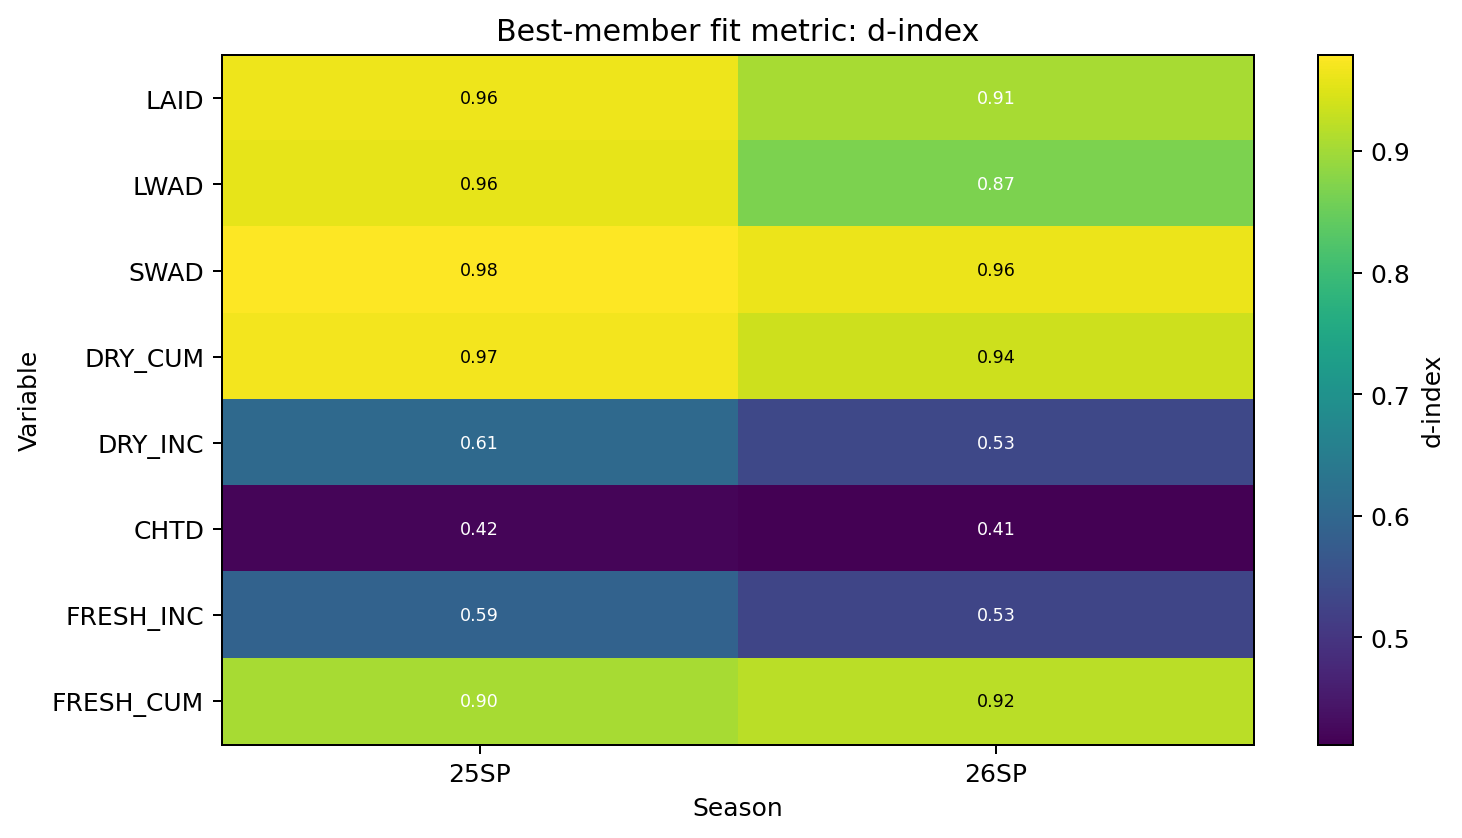 Best-member fit metric: d-index
Variable
LAID 0.96 0.91
LWAD 0.96 0.87
SWAD 0.98 0.96
DRY_CUM 0.97 0.94
DRY_INC 0.61 0.53
CHTD 0.42 0.41
FRESH_INC 0.59 0.53
FRESH_CUM 0.90 0.92
25SP 26SP
Season
0.9
0.8
0.7
0.6
0.5
d-index